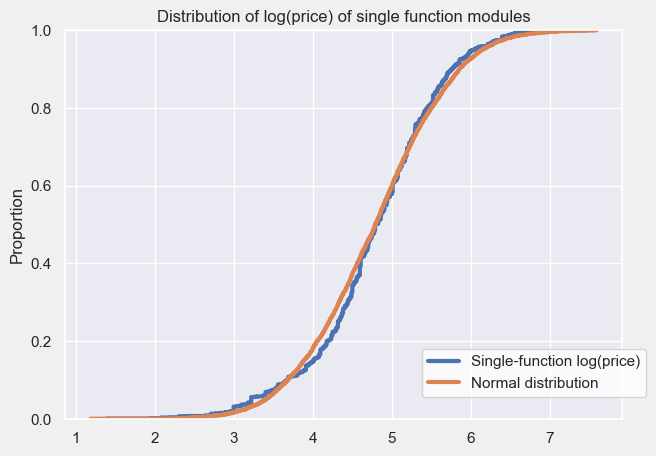 Distribution of log(price) of single function modules
1.0
0.8
0.6
0.4
0.2
0.0
Proportion
1 2 3 4 5 6 7
Single-function log(price)
Normal distribution